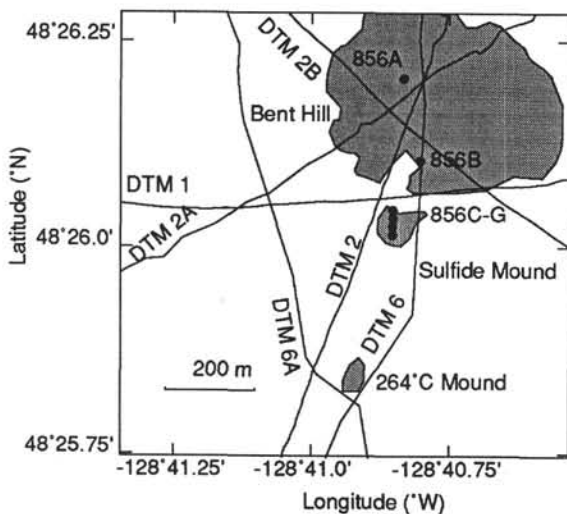 48°26.25'
DTM 2B
856A
Bent Hill
856B
DTM 1
856C-G
DTM 2A
48°26.0'
DTM 2
Sulfide Mound
DTM 6
DTM 6A
200 m
264°C Mound
48°25.75'
-128°41.25 -128°41.0' -128°40.75'
Latitude (°N)
Longitude (°W)